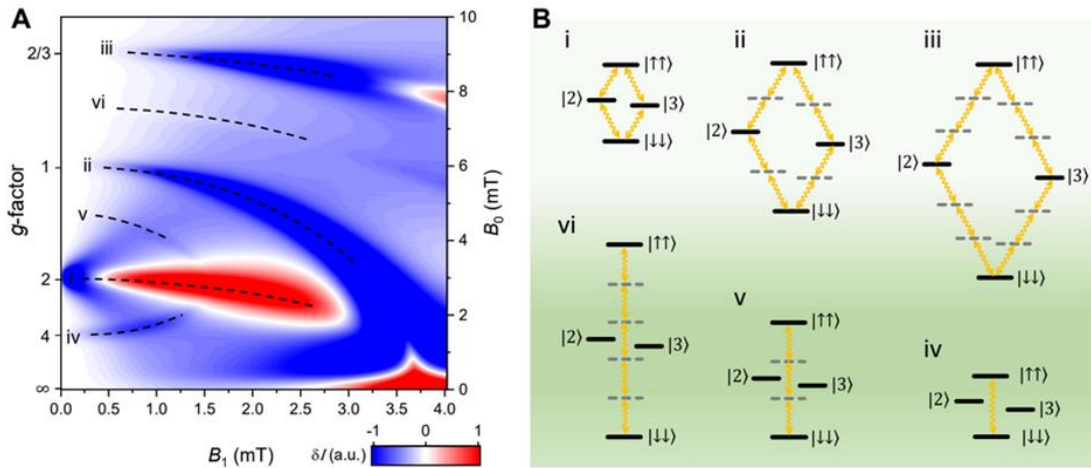 A
g-factor
2/3
1
2
4
∞
iii
vi
ii
v
i
iv
10
8
6
4
2
0
B₀ (mT)
0.0 0.5 1.0 1.5 2.0 2.5 3.0 3.5 4.0
B₁ (mT)
δI (a.u.)
-1 0 1
B
i
|↑↑⟩
|2⟩
|3⟩
|↓↓⟩
ii
|↑↑⟩
|2⟩
|3⟩
|↓↓⟩
iii
|↑↑⟩
|2⟩
|3⟩
|↓↓⟩
vi
|↑↑⟩
|2⟩
|3⟩
|↓↓⟩
v
|↑↑⟩
|2⟩
|3⟩
|↓↓⟩
iv
|↑↑⟩
|2⟩
|3⟩
|↓↓⟩